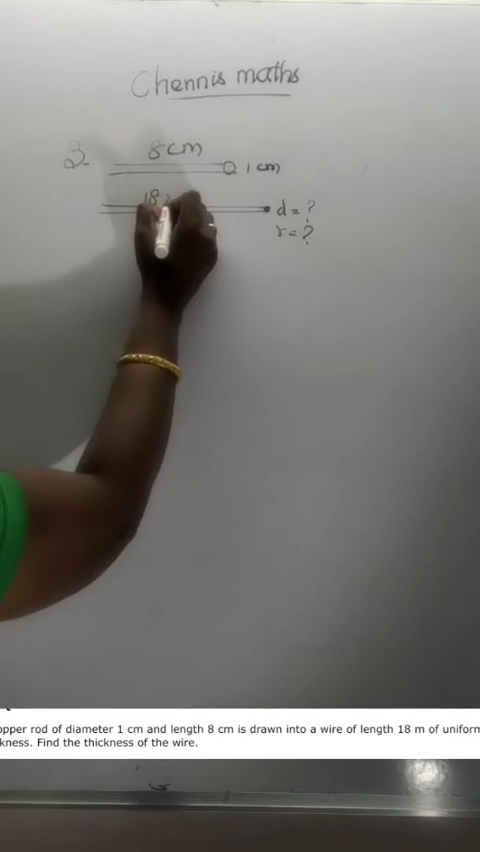 Chennis maths
3. 8cm
1 cm
18
d = ?
r = ?
opper rod of diameter 1 cm and length 8 cm is drawn into a wire of length 18 m of uniform
kness. Find the thickness of the wire.